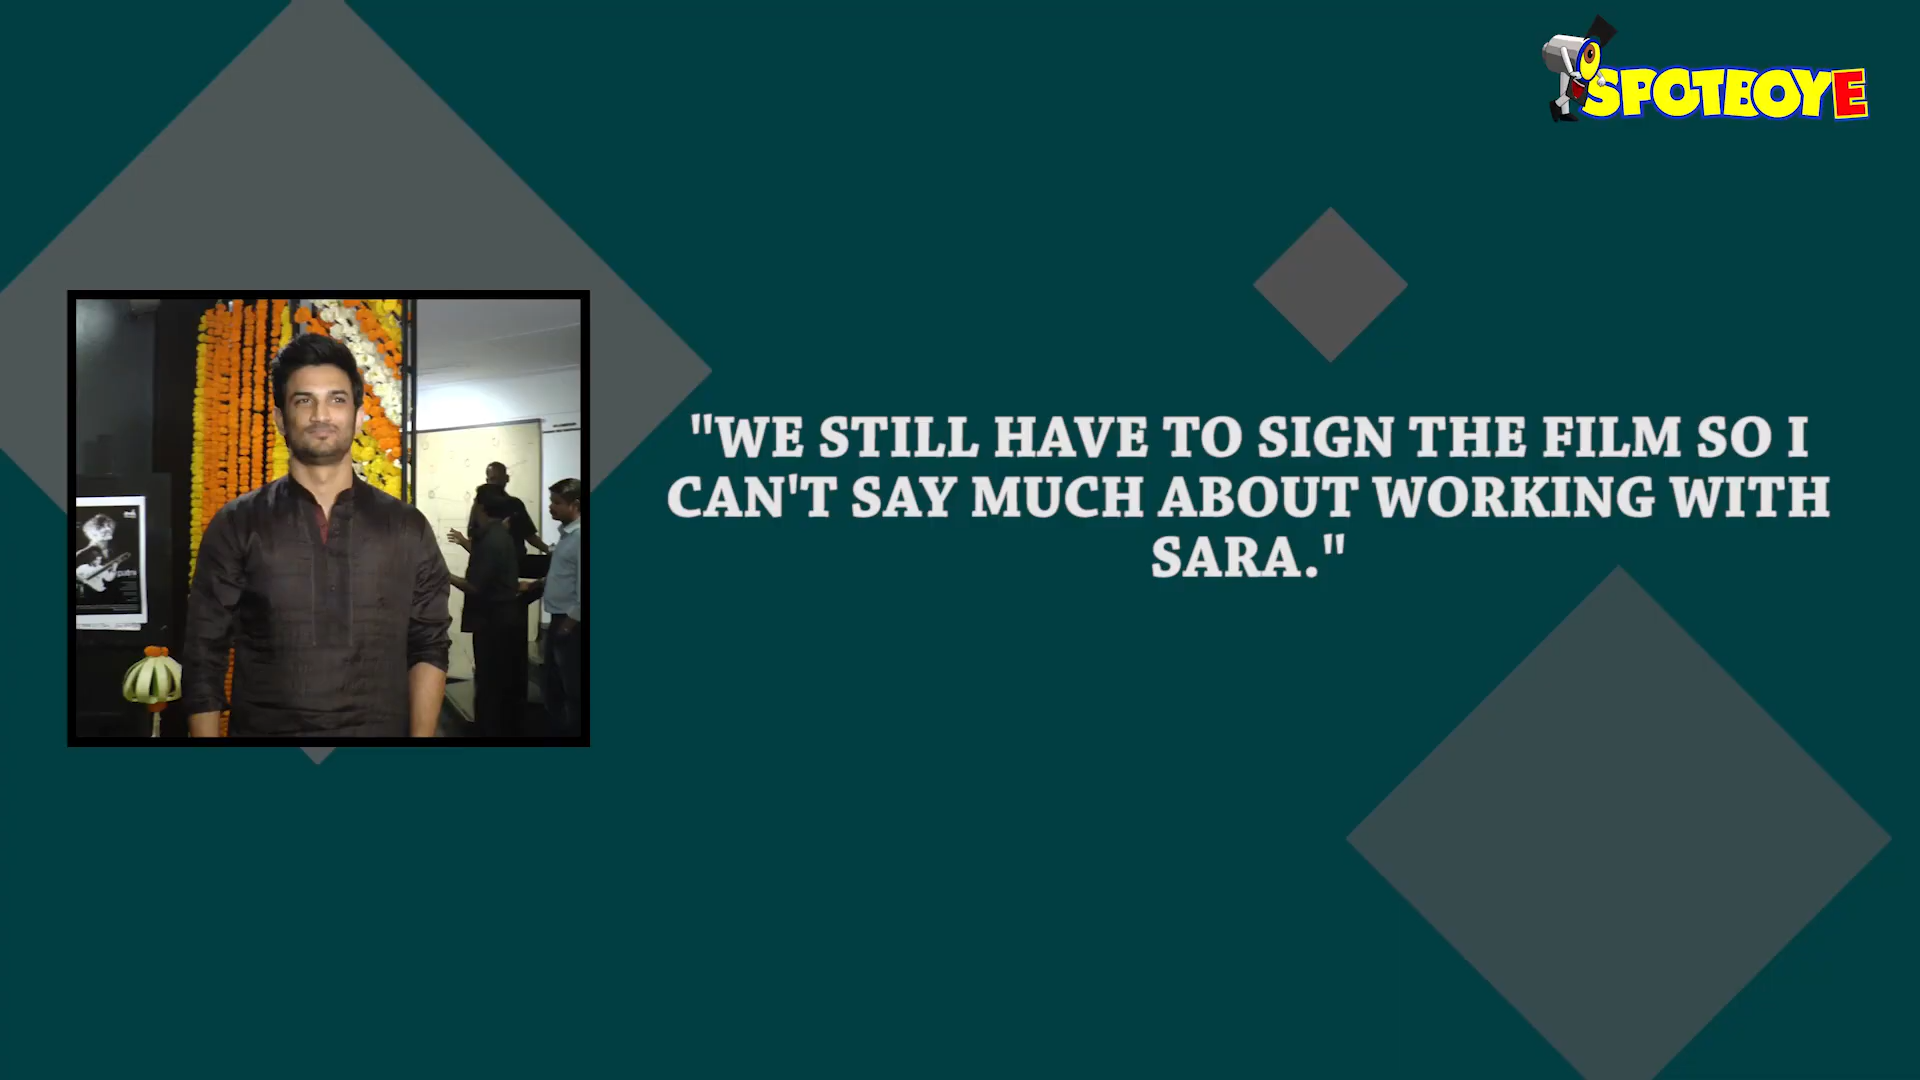 SPOTBOYE
"WE STILL HAVE TO SIGN THE FILM SO I
CAN'T SAY MUCH ABOUT WORKING WITH
SARA."